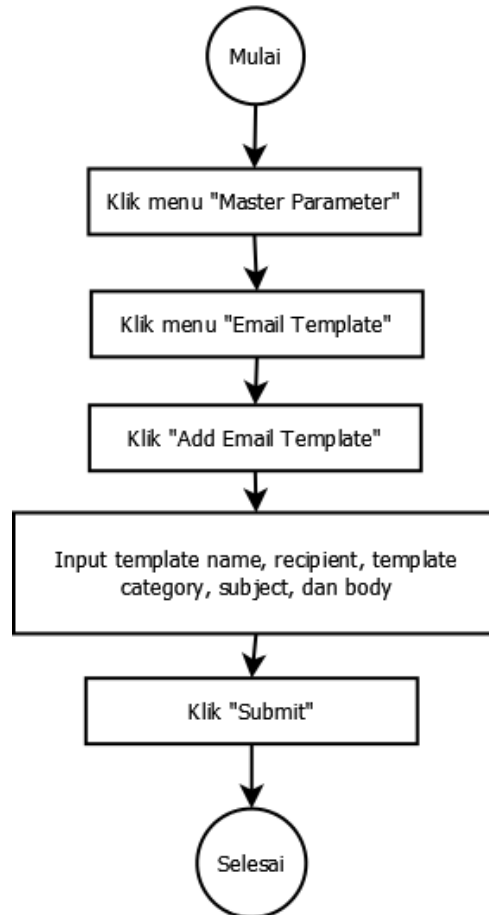 Mulai
Klik menu "Master Parameter"
Klik menu "Email Template"
Klik "Add Email Template"
Input template name, recipient, template
category, subject, dan body
Klik "Submit"
Selesai